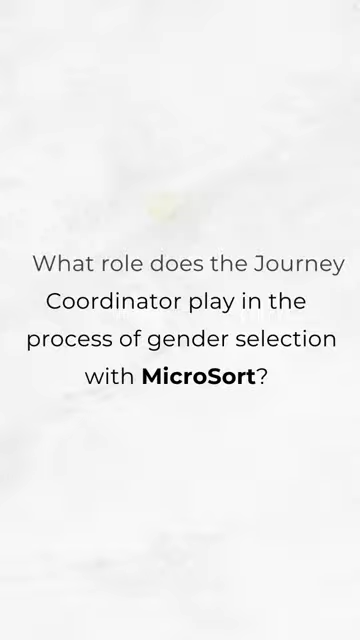 What role does the Journey
Coordinator play in the
process of gender selection
with MicroSort?